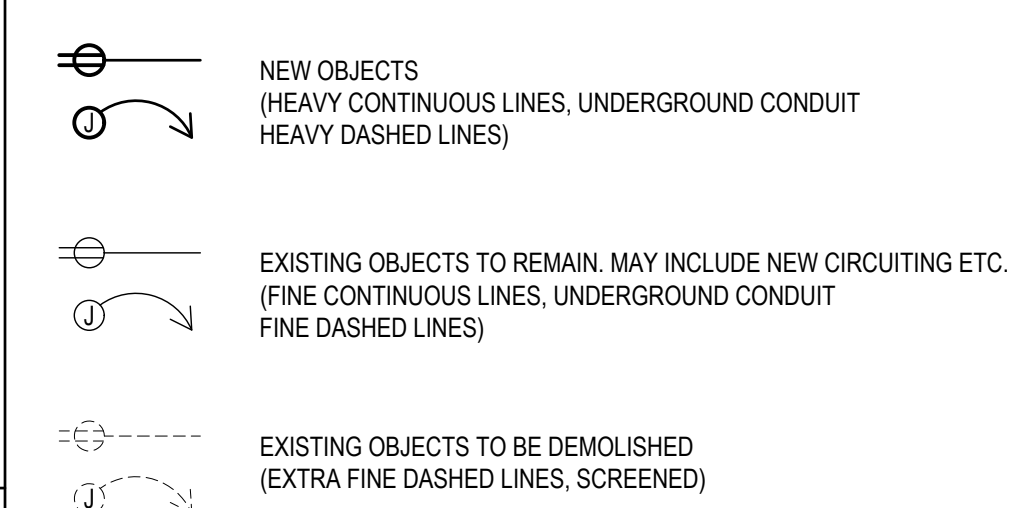 NEW OBJECTS
(HEAVY CONTINUOUS LINES, UNDERGROUND CONDUIT
HEAVY DASHED LINES)
J
EXISTING OBJECTS TO REMAIN. MAY INCLUDE NEW CIRCUITING ETC.
(FINE CONTINUOUS LINES, UNDERGROUND CONDUIT
FINE DASHED LINES)
J
EXISTING OBJECTS TO BE DEMOLISHED
(EXTRA FINE DASHED LINES, SCREENED)
J